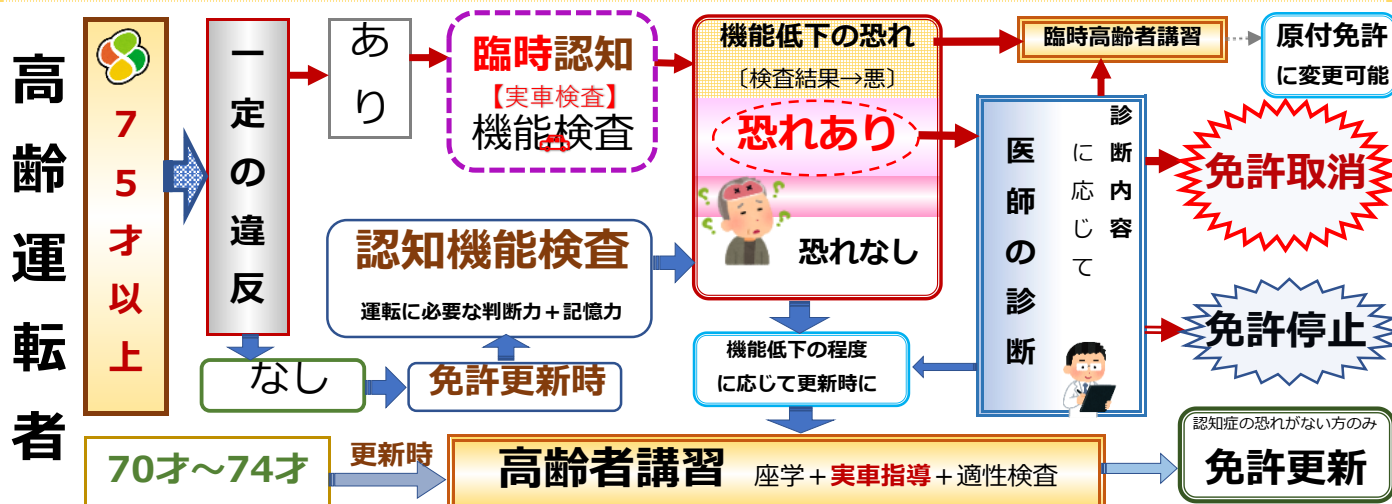 高齢運転者
75才以上
一定の違反
あり
臨時認知
【実車検査】
機能検査
機能低下の恐れ
〔検査結果→悪〕
恐れあり
恐れなし
臨時高齢者講習
原付免許
に変更可能
医師の診断
診断内容
に応じて
免許取消
免許停止
認知機能検査
運転に必要な判断力+記憶力
なし
免許更新時
機能低下の程度
に応じて更新時に
70才～74才
更新時
高齢者講習 座学+実車指導+適性検査
認知症の恐れがない方のみ
免許更新